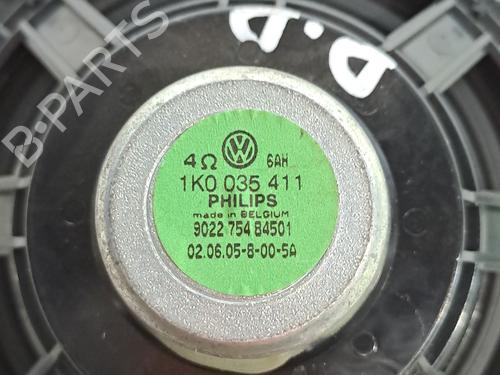 D.D
B-PARTS
4Ω 6AH
1K0 035 411
PHILIPS
made in BELGIUM
9022 754 84501
02.06.05-8-00-5A